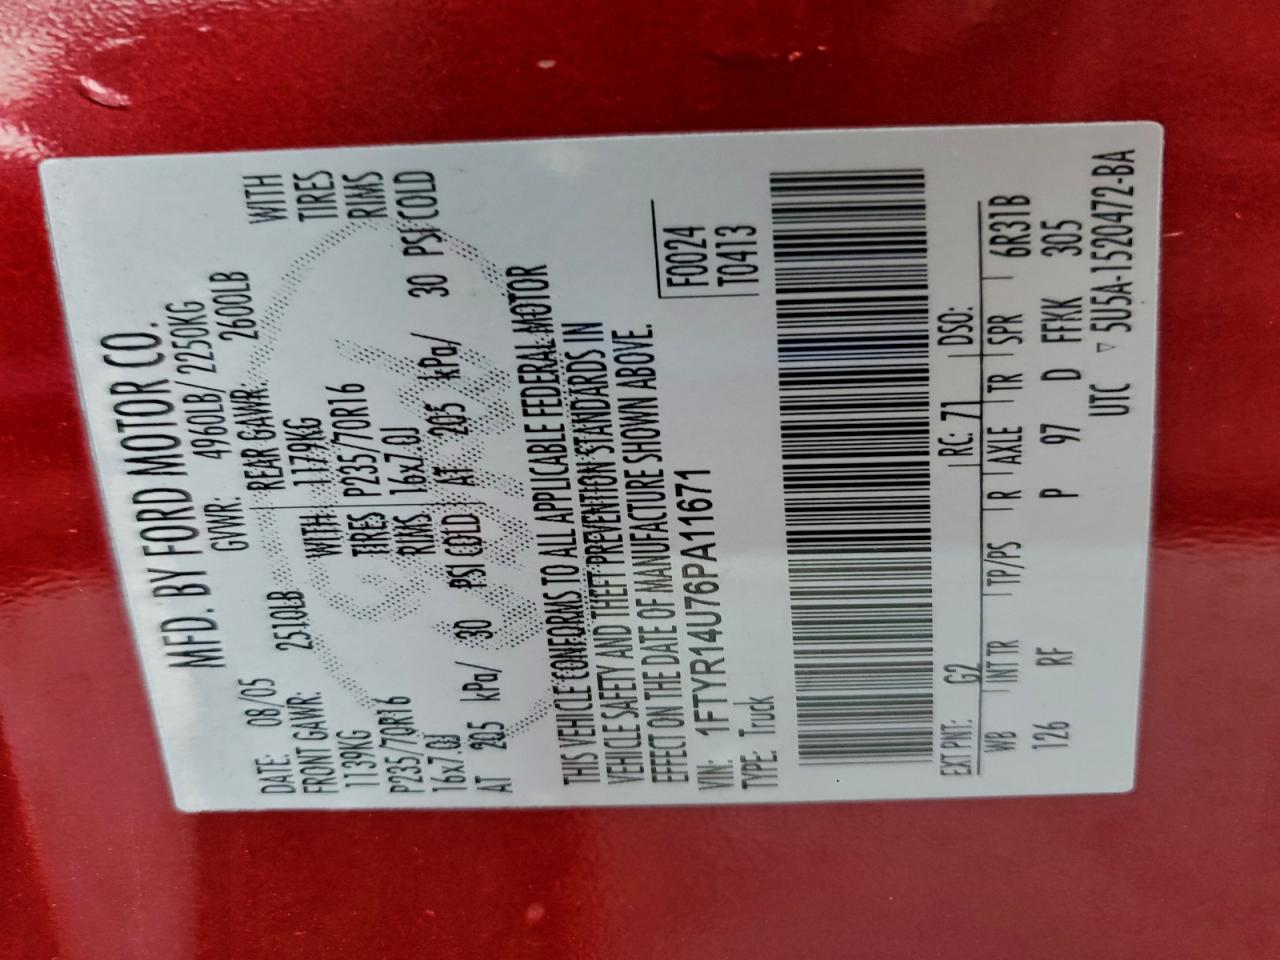 MFD. BY FORD MOTOR CO.
DATE: 08/05 GVWR: 4960LB/ 2250KG
FRONT GAWR: 2510LB REAR GAWR: 2600LB
1139KG WITH 1179KG WITH
P235/70R16 TIRES P235/70R16 TIRES
16x7.0J RIMS 16x7.0J RIMS
AT 205 kPa/ 30 PSI COLD AT 205 kPa/ 30 PSI COLD
THIS VEHICLE CONFORMS TO ALL APPLICABLE FEDERAL MOTOR
VEHICLE SAFETY AND THEFT PREVENTION STANDARDS IN
EFFECT ON THE DATE OF MANUFACTURE SHOWN ABOVE.
VIN: 1FTYR14U76PA11671 F0024
TYPE: Truck T0413
EXT PNT: G2 RC: 71 DSO:
WB INT TR TP/PS R AXLE TR SPR 6R31B
126 RF P 97 D FFKK 305
UTC ▽ 5U5A-1520472-BA